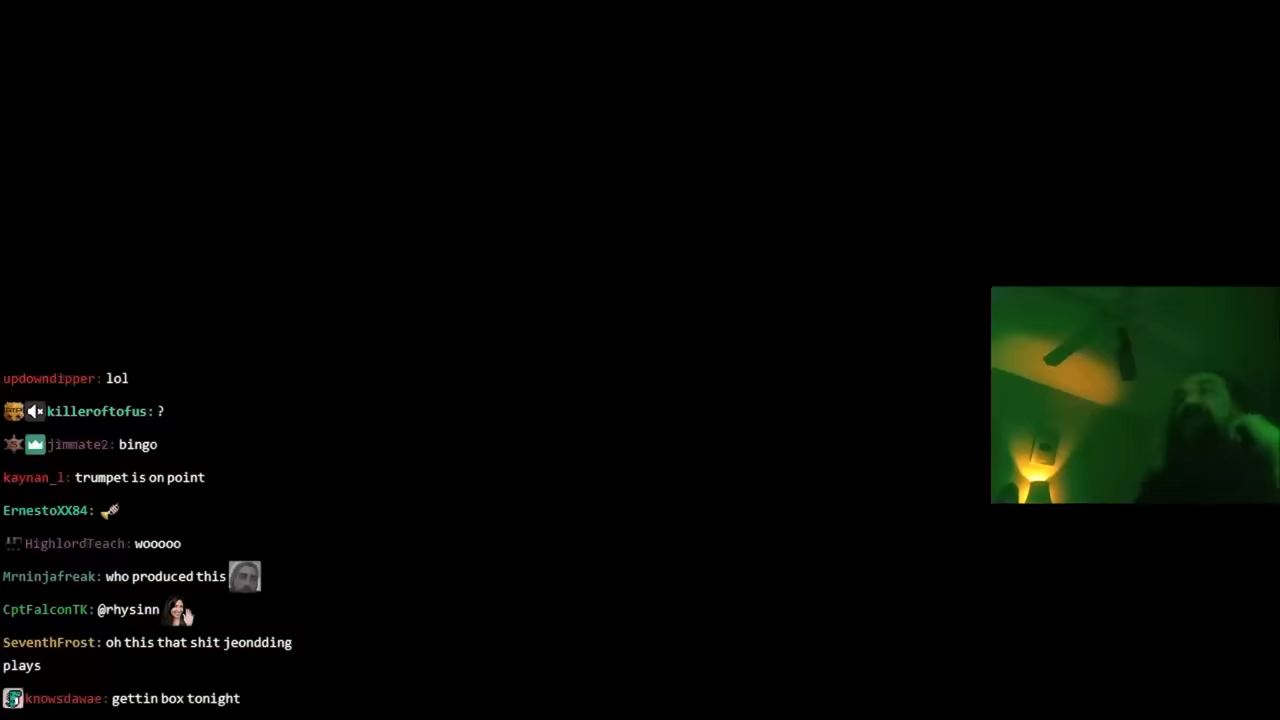 updowndipper: lol
killeroftofus: ?
jimmate2: bingo
kaynan_l: trumpet is on point
ErnestoXX84:
HighlordTeach: wooooo
Mrninjafreak: who produced this
CptFalconTK: @rhysinn
SeventhFrost: oh this that shit jeondding
plays
knowsdawae: gettin box tonight